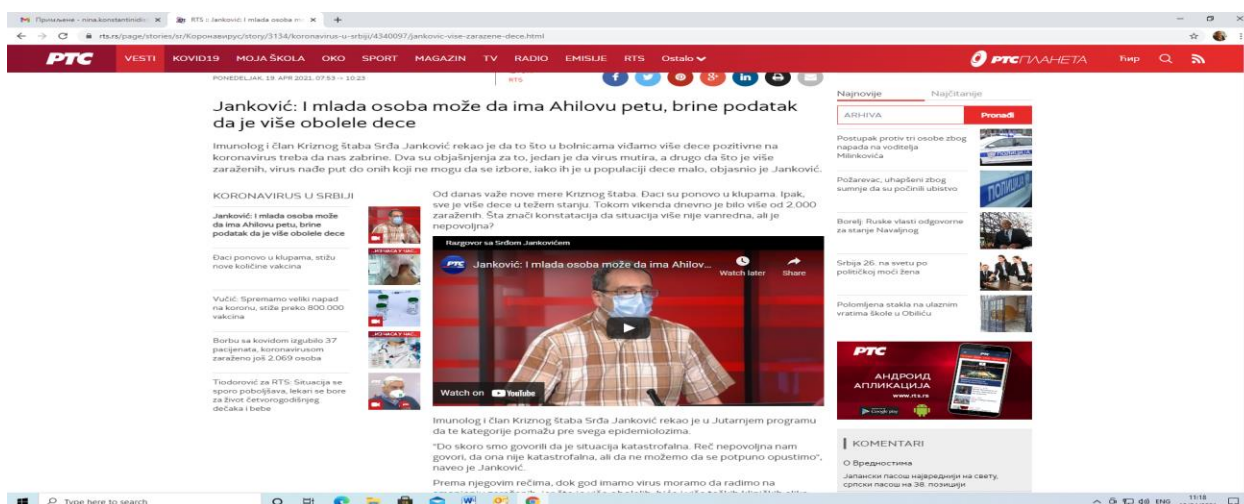 Примљене - nina.konstantinidis
RTS :: Janković: I mlada osoba m
rts.rs/page/stories/sr/Коронавирус/story/3134/koronavirus-u-srbiji/4340097/jankovic-vise-zarazene-dece.html
РТС VESTI KOVID19 MOJA ŠKOLA OKO SPORT MAGAZIN TV RADIO EMISIJE RTS Ostalo РТС ПЛАНЕТА Ћир
PONEDELJAK, 19. APR 2021, 07:53 -> 10:23
RTS
Janković: I mlada osoba može da ima Ahilovu petu, brine podatak
da je više obolele dece
Imunolog i član Kriznog štaba Srđa Janković rekao je da to što u bolnicama viđamo više dece pozitivne na
koronavirus treba da nas zabrine. Dva su objašnjenja za to, jedan je da virus mutira, a drugo da što je više
zaraženih, virus nađe put do onih koji ne mogu da se izbore, iako ih je u populaciji dece malo, objasnio je Janković.
KORONAVIRUS U SRBIJI
Janković: I mlada osoba može
da ima Ahilovu petu, brine
podatak da je više obolele dece
Đaci ponovo u klupama, stižu
nove količine vakcina
Vučić: Spremamo veliki napad
na koronu, stiže preko 800.000
vakcina
Borbu sa kovidom izgubilo 37
pacijenata, koronavirusom
zaraženo još 2.069 osoba
Tiodorović za RTS: Situacija se
sporo poboljšava, lekari se bore
za život četvorogodišnjeg
dečaka i bebe
Od danas važe nove mere Kriznog štaba. Đaci su ponovo u klupama. Ipak,
sve je više dece u težem stanju. Tokom vikenda dnevno je bilo više od 2.000
zaraženih. Šta znači konstatacija da situacija više nije vanredna, ali je
nepovoljna?
Razgovor sa Srđom Jankovićem
РТС Janković: I mlada osoba može da ima Ahilov...
Watch later Share
Watch on YouTube
Imunolog i član Kriznog štaba Srđa Janković rekao je u Jutarnjem programu
da te kategorije pomažu pre svega epidemiolozima.
"Do skoro smo govorili da je situacija katastrofalna. Reč nepovoljna nam
govori, da ona nije katastrofalna, ali da ne možemo da se potpuno opustimo",
naveo je Janković.
Prema njegovim rečima, dok god imamo virus moramo da radimo na
Najnovije Najčitanije
ARHIVA Pronađi
Postupak protiv tri osobe zbog
napada na voditelja
Milinkovića
Požarevac, uhapšeni zbog
sumnje da su počinili ubistvo
Borelj: Ruske vlasti odgovorne
za stanje Navaljnog
Srbija 26. na svetu po
političkoj moći žena
Polomljena stakla na ulaznim
vratima škole u Obiliću
РТС
АНДРОИД
АПЛИКАЦИЈА
www.rts.rs
Google play
KOMENTARI
О Вредностима
Јапански пасош највреднији на свету,
српски пасош на 38. позицији
Type here to search
ENG
11:18